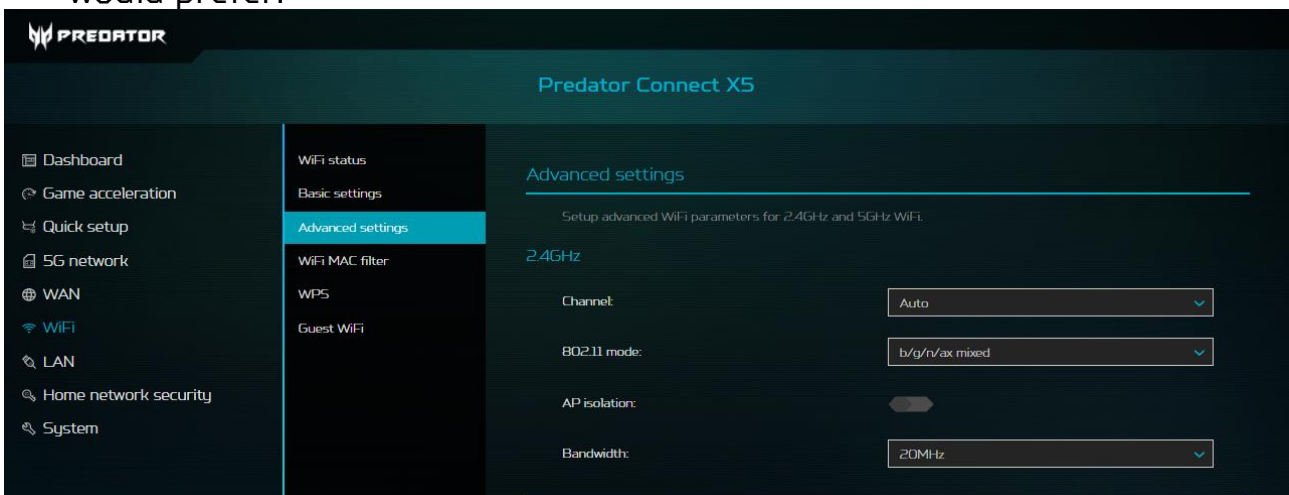 would prefer.
PREDATOR
Predator Connect X5
Dashboard
Game acceleration
Quick setup
5G network
WAN
WiFi
LAN
Home network security
System
WiFi status
Basic settings
Advanced settings
WiFi MAC filter
WPS
Guest WiFi
Advanced settings
Setup advanced WiFi parameters for 2.4GHz and 5GHz WiFi.
2.4GHz
Channel: Auto
802.11 mode: b/g/n/ax mixed
AP isolation:
Bandwidth: 20MHz